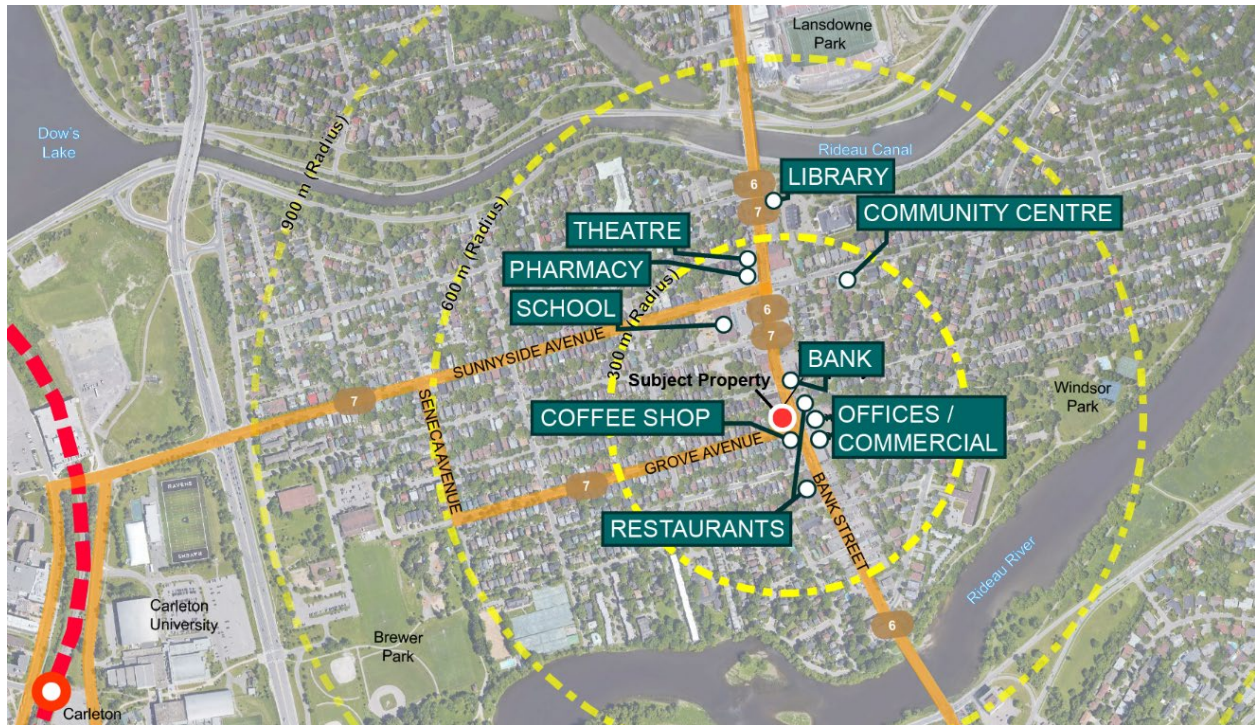 Lansdowne
Park
Dow's
Lake
Rideau Canal
900 m (Radius)
600 m (Radius)
300 m (Radius)
6
7
LIBRARY
COMMUNITY CENTRE
THEATRE
PHARMACY
SCHOOL
6
7
SUNNYSIDE AVENUE
7
BANK
Subject Property
Windsor
Park
COFFEE SHOP
OFFICES /
COMMERCIAL
SENECA AVENUE
GROVE AVENUE
7
BANK STREET
RESTAURANTS
RAVENS
RAVENS
Rideau River
Carleton
University
Brewer
Park
6
Carleton